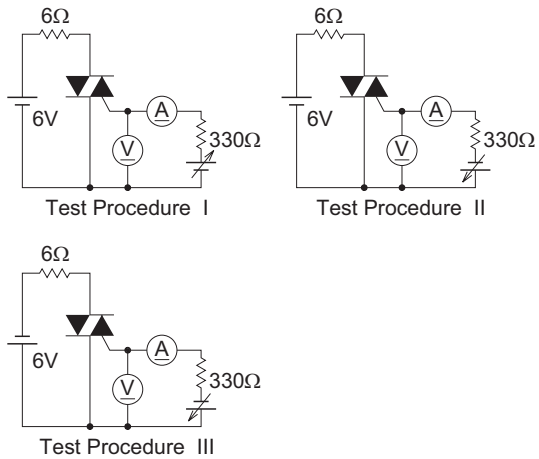 6Ω
6V
A
V
330Ω
Test Procedure I
6Ω
6V
A
V
330Ω
Test Procedure II
6Ω
6V
A
V
330Ω
Test Procedure III